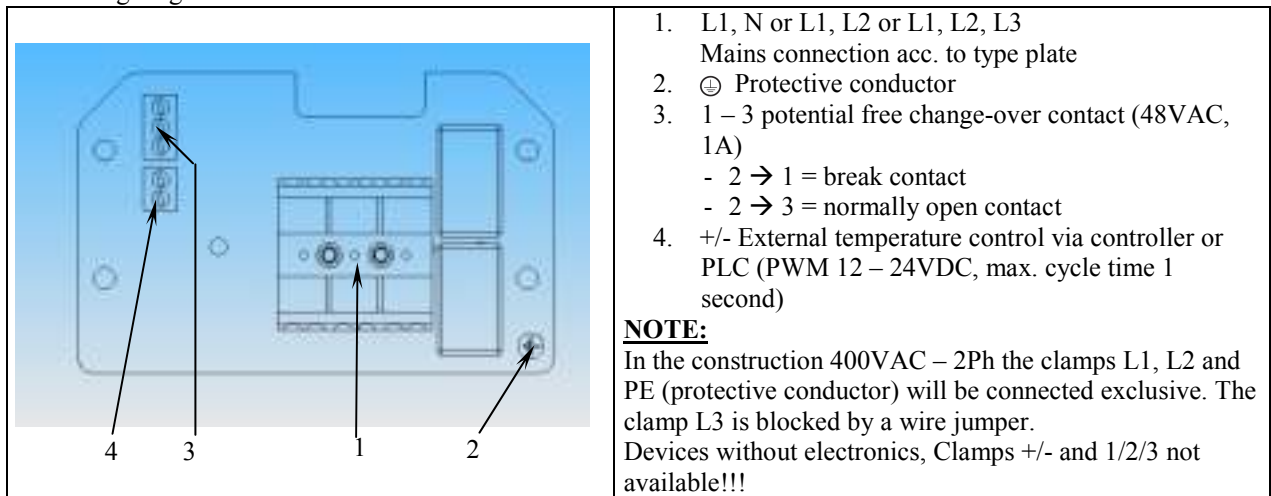 1. L1, N or L1, L2 or L1, L2, L3
Mains connection acc. to type plate
2. ⏚ Protective conductor
3. 1 – 3 potential free change-over contact (48VAC,
1A)
- 2 → 1 = break contact
- 2 → 3 = normally open contact
4. +/- External temperature control via controller or
PLC (PWM 12 – 24VDC, max. cycle time 1
second)
NOTE:
In the construction 400VAC – 2Ph the clamps L1, L2 and
PE (protective conductor) will be connected exclusive. The
clamp L3 is blocked by a wire jumper.
Devices without electronics, Clamps +/- and 1/2/3 not
available!!!
4 3 1 2